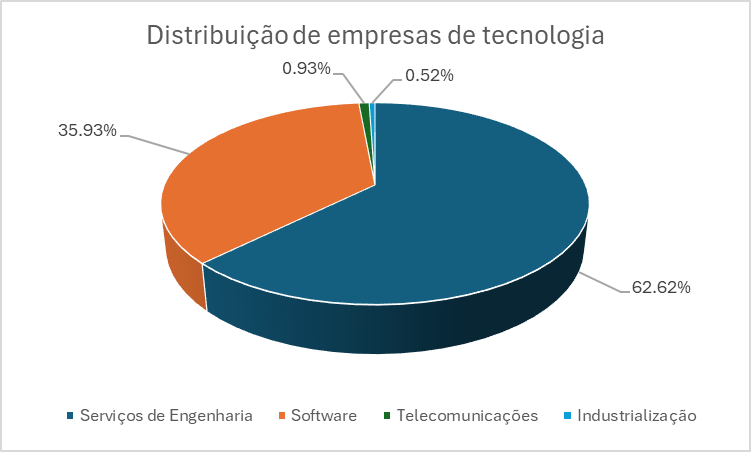 Distribuição de empresas de tecnologia
0.93%
0.52%
35.93%
62.62%
Serviços de Engenharia
Software
Telecomunicações
Industrialização